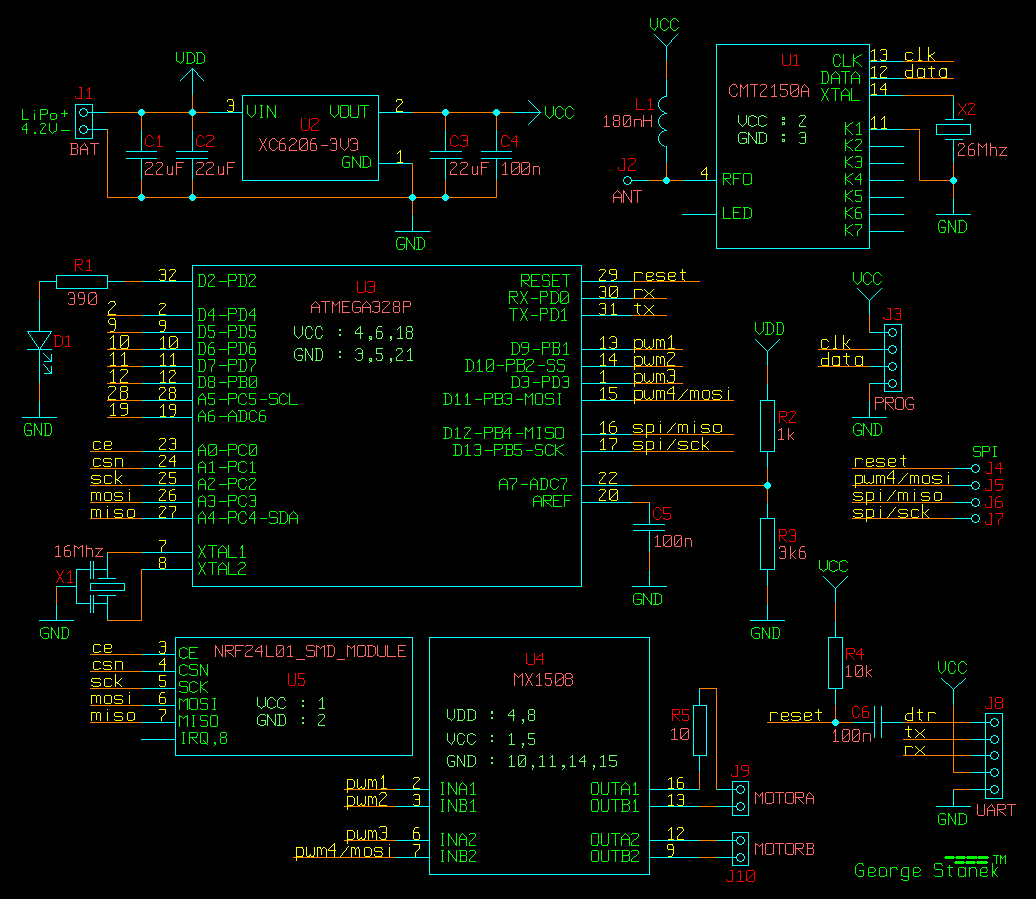 VDD
J1
LiPo+
4.2V-
BAT
C1
22uF
C2
22uF
3
VIN
VOUT
2
U2
XC6206-3V3
GND
1
C3
22uF
C4
100n
VCC
GND
VCC
L1
180nH
J2
ANT
4
RFO
LED
U1
CMT2150A
VCC : 2
GND : 3
CLK
13
clk
DATA
12
data
XTAL
14
X2
26Mhz
K1
11
K2
K3
K4
K5
K6
K7
GND
R1
390
D1
GND
32
D2-PD2
2
2
D4-PD4
9
9
D5-PD5
10
10
D6-PD6
11
11
D7-PD7
12
12
D8-PB0
28
28
A5-PC5-SCL
19
19
A6-ADC6
ce
23
A0-PC0
csn
24
A1-PC1
sck
25
A2-PC2
mosi
26
A3-PC3
miso
27
A4-PC4-SDA
16Mhz
7
XTAL1
8
XTAL2
X1
GND
U3
ATMEGA328P
VCC : 4,6,18
GND : 3,5,21
RESET
29
reset
RX-PD0
30
rx
TX-PD1
31
tx
D9-PB1
13
pwm1
D10-PB2-SS
14
pwm2
D3-PD3
1
pwm3
D11-PB3-MOSI
15
pwm4/mosi
D12-PB4-MISO
16
spi/miso
D13-PB5-SCK
17
spi/sck
A7-ADC7
22
AREF
20
C5
100n
GND
VDD
R2
1k
R3
3k6
GND
VCC
J3
clk
data
PROG
GND
SPI
reset
J4
pwm4/mosi
J5
spi/miso
J6
spi/sck
J7
ce
3
CE
csn
4
CSN
sck
5
SCK
mosi
6
MOSI
miso
7
MISO
IRQ,8
NRF24L01_SMD_MODULE
U5
VCC : 1
GND : 2
U4
MX1508
VDD : 4,8
VCC : 1,5
GND : 10,11,14,15
pwm1
2
INA1
pwm2
3
INB1
pwm3
6
INA2
pwm4/mosi
7
INB2
OUTA1
16
OUTB1
13
OUTA2
12
OUTB2
9
R5
10
J9
MOTORA
MOTORB
J10
VCC
R4
10k
reset
C6
100n
dtr
tx
rx
VCC
J8
UART
GND
George Stanek
TM